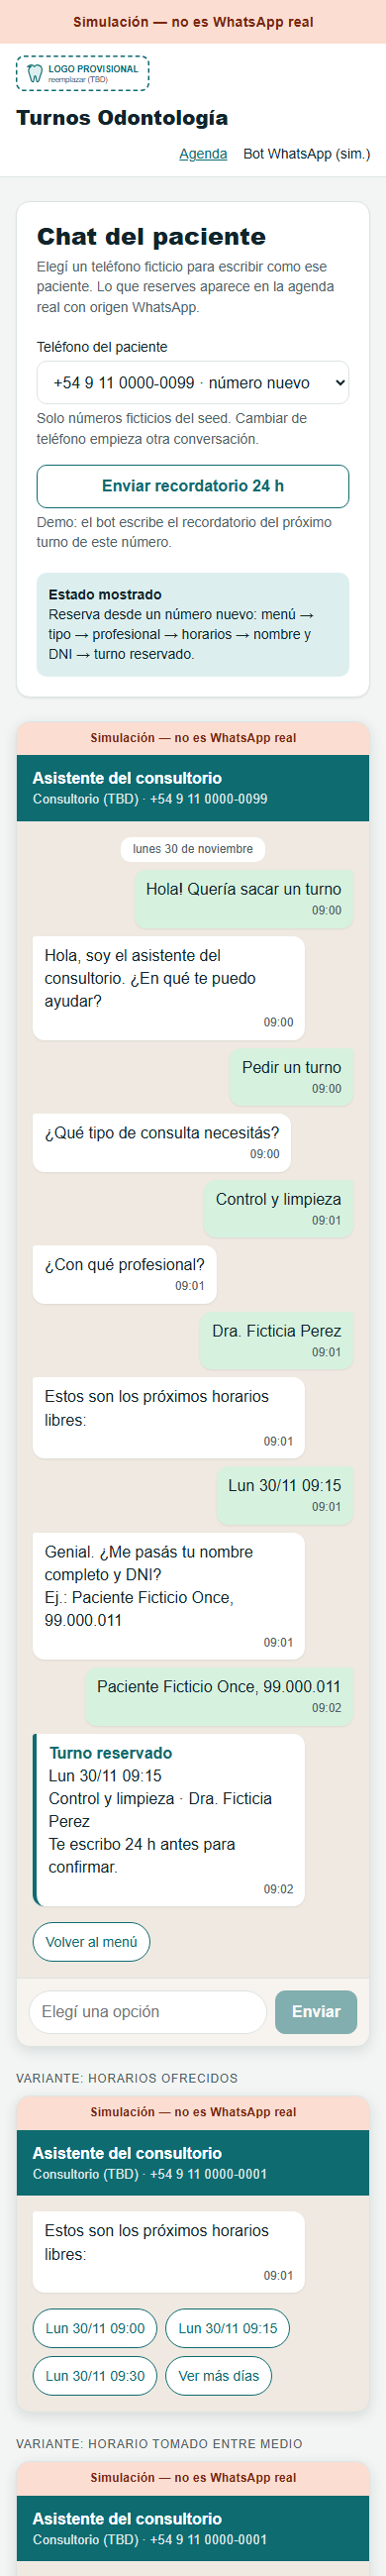 Simulación — no es WhatsApp real
LOGO PROVISIONAL
reemplazar (TBD)
Turnos Odontología
Agenda Bot WhatsApp (sim.)
Chat del paciente
Elegí un teléfono ficticio para escribir como ese
paciente. Lo que reserves aparece en la agenda
real con origen WhatsApp.
Teléfono del paciente
+54 9 11 0000-0099 · número nuevo
Solo números ficticios del seed. Cambiar de
teléfono empieza otra conversación.
Enviar recordatorio 24 h
Demo: el bot escribe el recordatorio del próximo
turno de este número.
Estado mostrado
Reserva desde un número nuevo: menú →
tipo → profesional → horarios → nombre y
DNI → turno reservado.
Simulación — no es WhatsApp real
Asistente del consultorio
Consultorio (TBD) · +54 9 11 0000-0099
lunes 30 de noviembre
Hola! Quería sacar un turno
09:00
Hola, soy el asistente del
consultorio. ¿En qué te puedo
ayudar?
09:00
Pedir un turno
09:00
¿Qué tipo de consulta necesitás?
09:00
Control y limpieza
09:01
¿Con qué profesional?
09:01
Dra. Ficticia Perez
09:01
Estos son los próximos horarios
libres:
09:01
Lun 30/11 09:15
09:01
Genial. ¿Me pasás tu nombre
completo y DNI?
Ej.: Paciente Ficticio Once,
99.000.011
09:01
Paciente Ficticio Once, 99.000.011
09:02
Turno reservado
Lun 30/11 09:15
Control y limpieza · Dra. Ficticia
Perez
Te escribo 24 h antes para
confirmar.
09:02
Volver al menú
Elegí una opción
Enviar
VARIANTE: HORARIOS OFRECIDOS
Simulación — no es WhatsApp real
Asistente del consultorio
Consultorio (TBD) · +54 9 11 0000-0001
Estos son los próximos horarios
libres:
09:01
Lun 30/11 09:00 Lun 30/11 09:15
Lun 30/11 09:30 Ver más días
VARIANTE: HORARIO TOMADO ENTRE MEDIO
Simulación — no es WhatsApp real
Asistente del consultorio
Consultorio (TBD) · +54 9 11 0000-0001